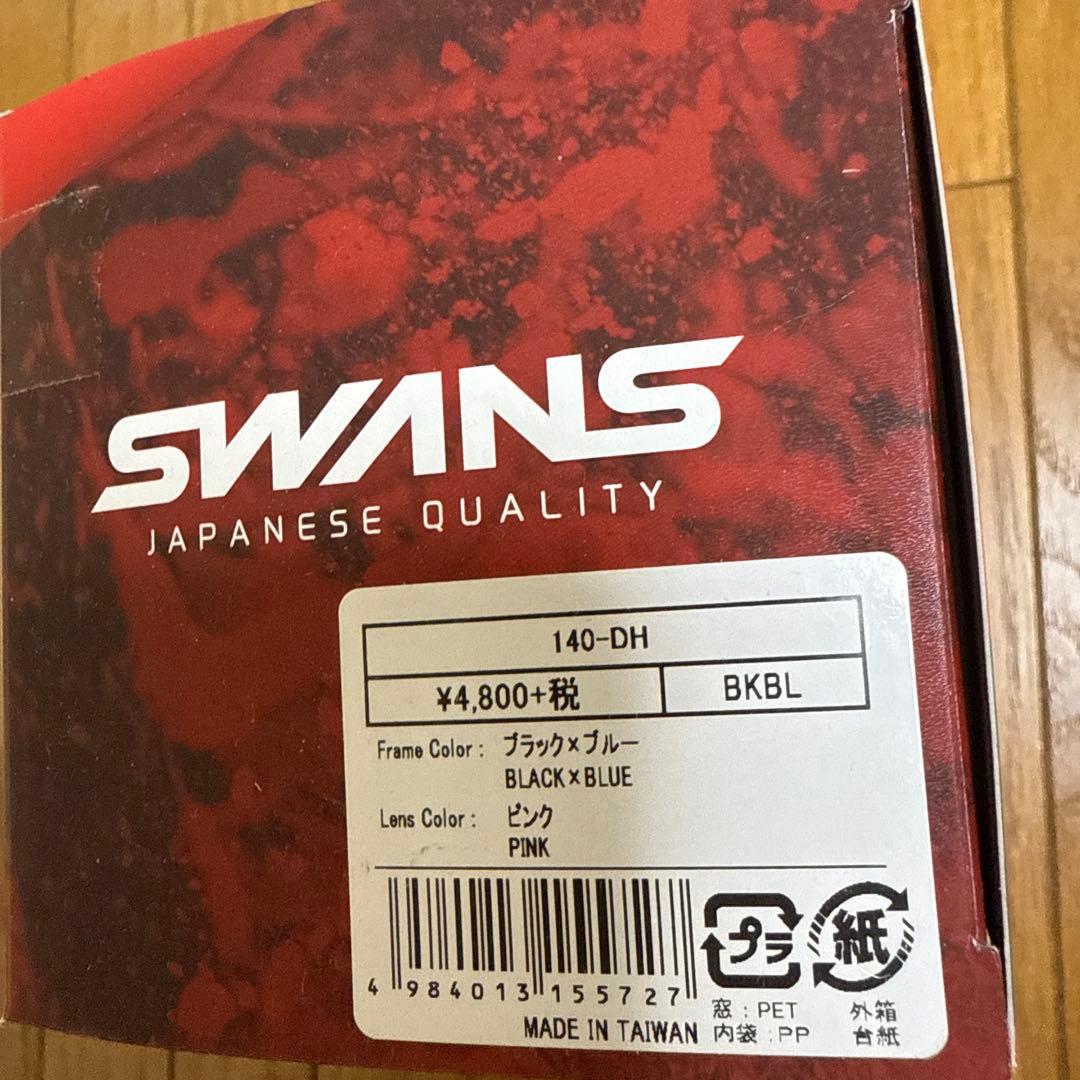 SWANS
JAPANESE QUALITY
140-DH
¥4,800+税 BKBL
Frame Color: ブラック×ブルー
BLACK×BLUE
Lens Color: ピンク
PINK
4 984013 155727
プラ 紙
窓:PET 外箱
内袋:PP 台紙
MADE IN TAIWAN